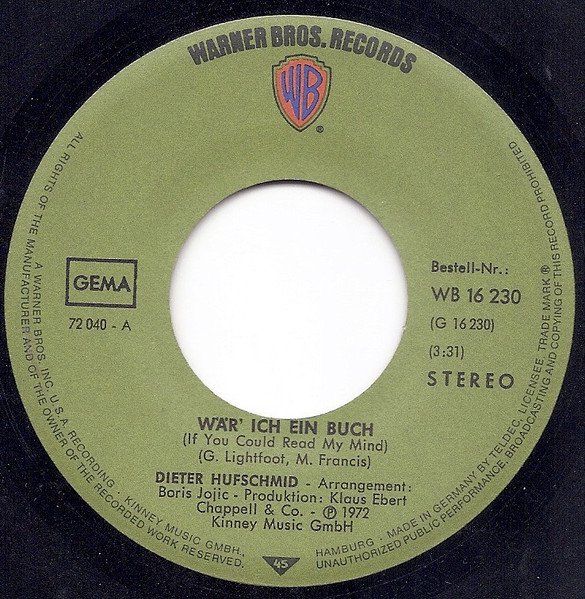 WARNER BROS. RECORDS
WB
®
GEMA
72 040 - A
Bestell-Nr.:
WB 16 230
(G 16 230)
(3:31)
STEREO
WÄR' ICH EIN BUCH
(If You Could Read My Mind)
(G. Lightfoot, M. Francis)
DIETER HUFSCHMID - Arrangement:
Boris Jojic - Produktion: Klaus Ebert
Chappell & Co. - ℗ 1972
Kinney Music GmbH
45
ALL RIGHTS OF THE MANUFACTURER AND OF THE OWNER OF THE RECORDED WORK RESERVED.
A WARNER BROS. INC. U.S.A. RECORDING · KINNEY MUSIC GMBH.,
HAMBURG · MADE IN GERMANY BY TELDEC, LICENSEE, TRADE MARK ®
UNAUTHORIZED PUBLIC PERFORMANCE, BROADCASTING AND COPYING OF THIS RECORD PROHIBITED